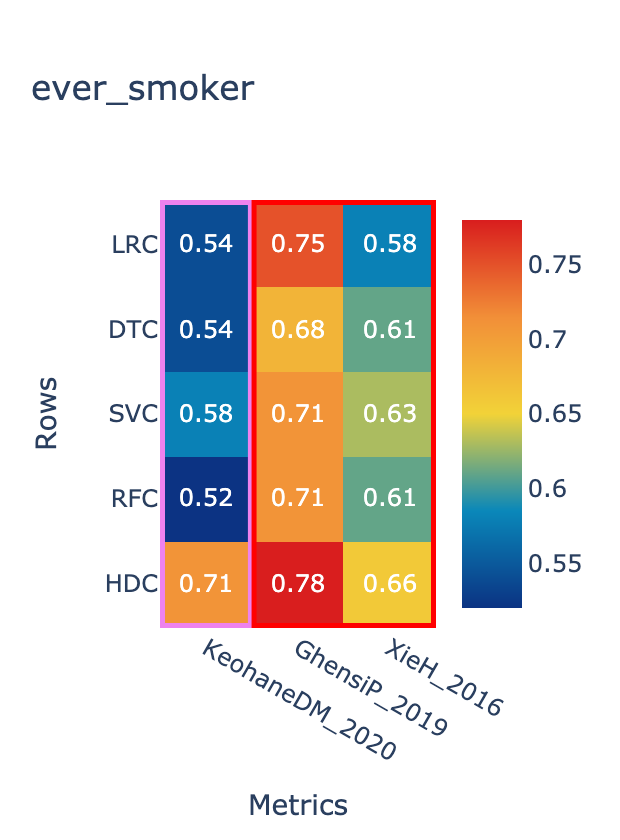 ever_smoker
LRC 0.54 0.75 0.58
DTC 0.54 0.68 0.61
SVC 0.58 0.71 0.63
RFC 0.52 0.71 0.61
HDC 0.71 0.78 0.66
Rows
KeohaneDM_2020
GhensiP_2019
XieH_2016
Metrics
0.75
0.7
0.65
0.6
0.55